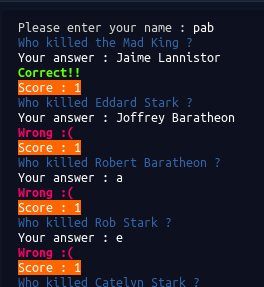 Please enter your name : pab
Who killed the Mad King ?
Your answer : Jaime Lannistor
Correct!!
Score : 1
Who killed Eddard Stark ?
Your answer : Joffrey Baratheon
Wrong :(
Score : 1
Who killed Robert Baratheon ?
Your answer : a
Wrong :(
Score : 1
Who killed Rob Stark ?
Your answer : e
Wrong :(
Score : 1
Who killed Catelyn Stark ?